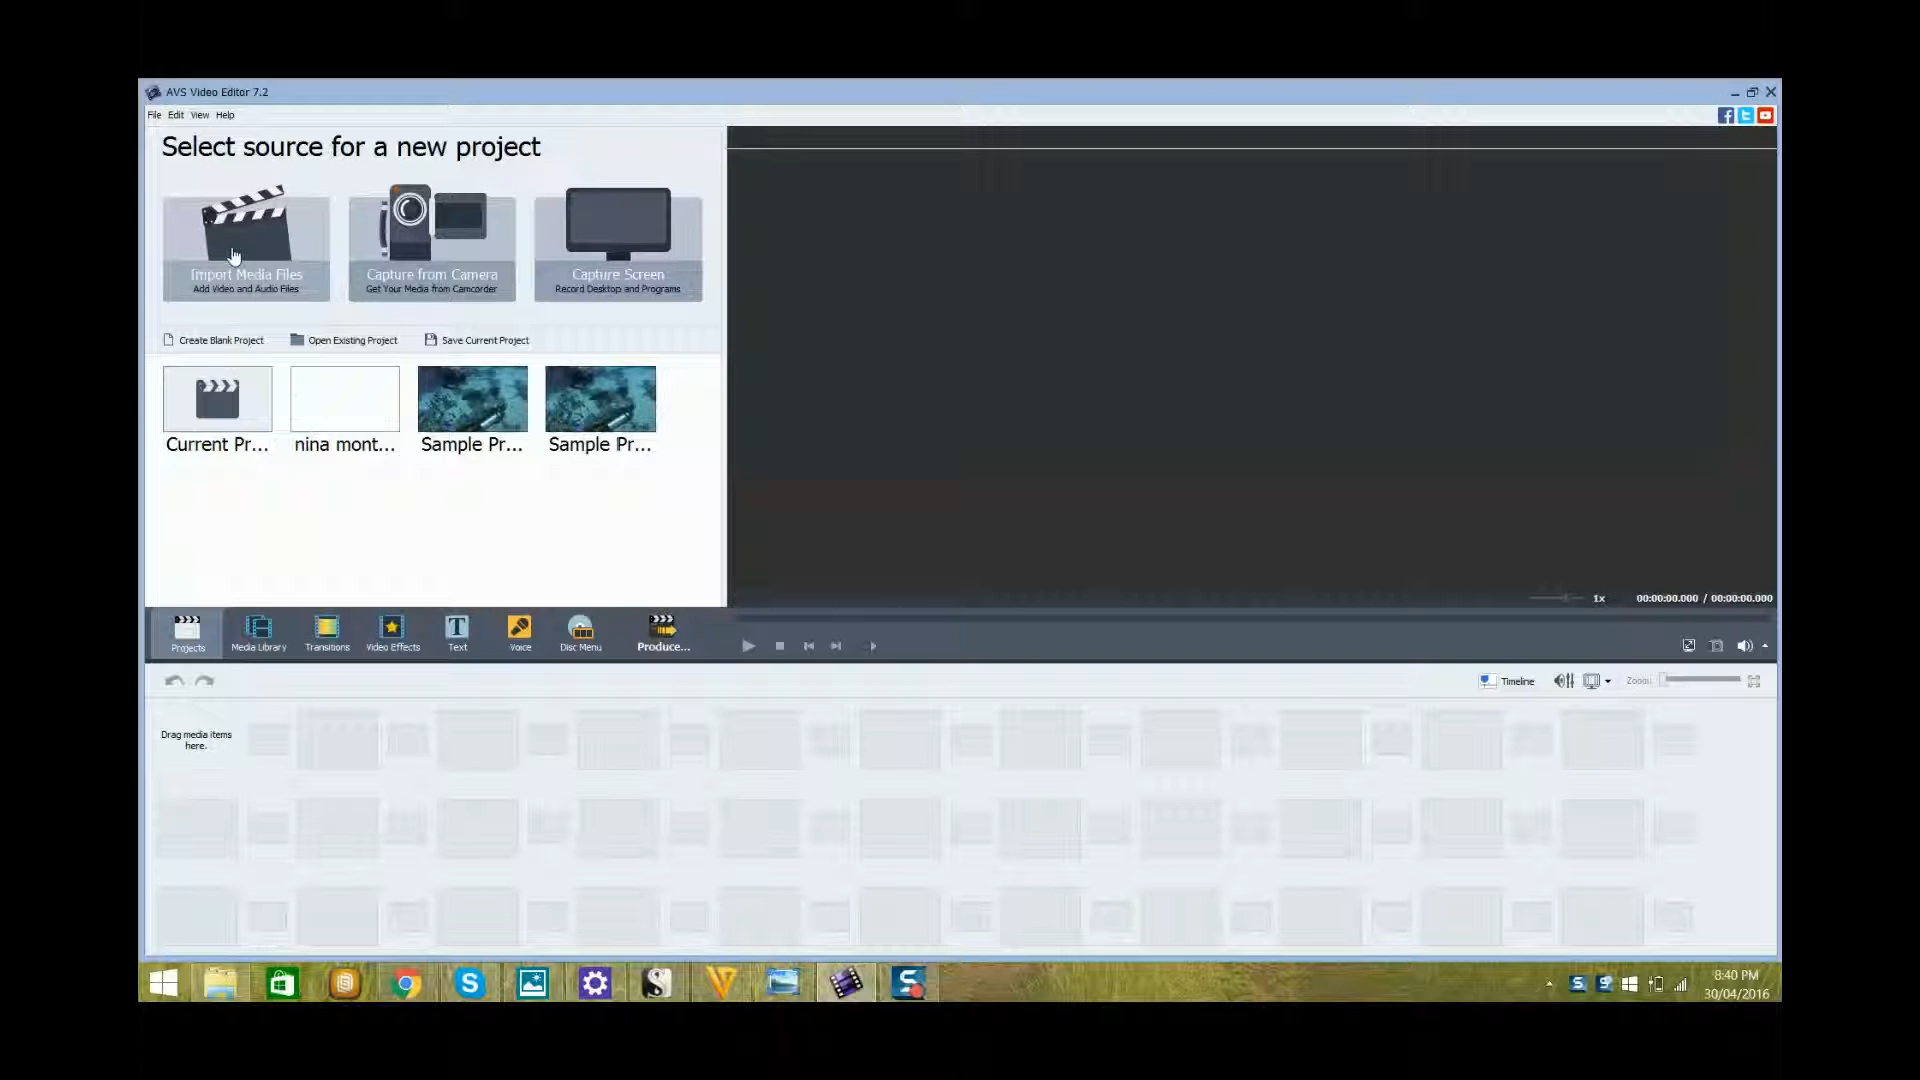 AVS Video Editor 7.2
File Edit View Help
Select source for a new project
Import Media Files
Add Video and Audio Files
Capture from Camera
Get Your Media from Camcorder
Capture Screen
Record Desktop and Programs
Create Blank Project
Open Existing Project
Save Current Project
Current Pr...
nina mont...
Sample Pr...
Sample Pr...
1x
00:00:00.000 / 00:00:00.000
Projects
Media Library
Transitions
Video Effects
Text
Voice
Disc Menu
Produce...
Timeline
Zoom:
Drag media items
here.
8:40 PM
30/04/2016